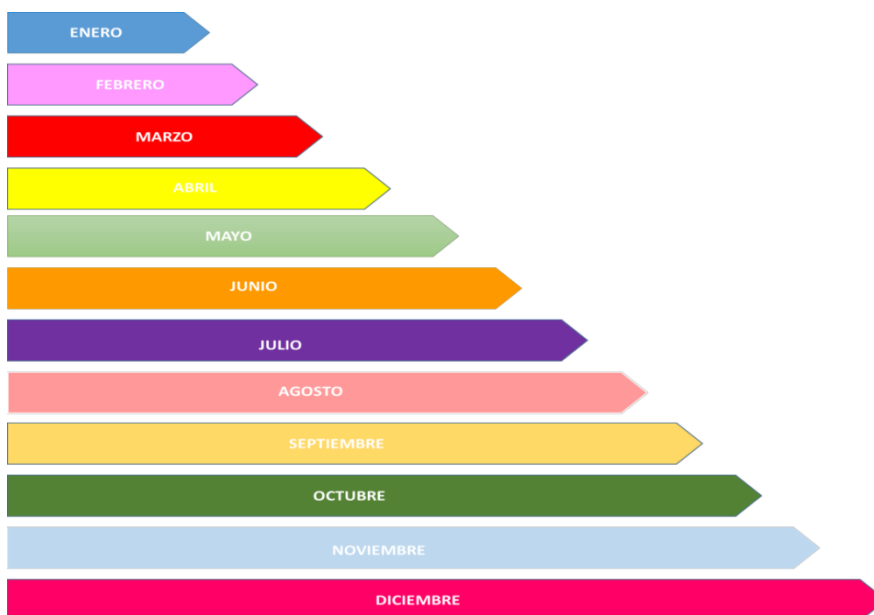 ENERO
FEBRERO
MARZO
ABRIL
MAYO
JUNIO
JULIO
AGOSTO
SEPTIEMBRE
OCTUBRE
NOVIEMBRE
DICIEMBRE